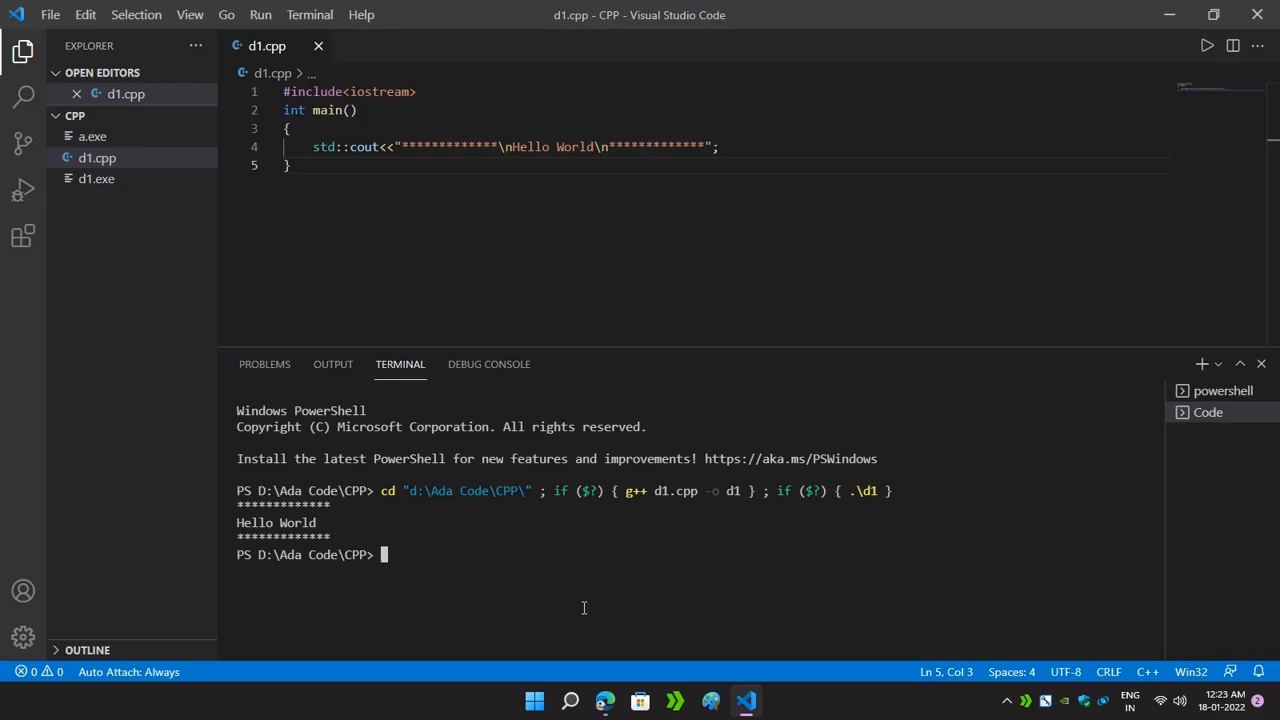 File Edit Selection View Go Run Terminal Help d1.cpp - CPP - Visual Studio Code
EXPLORER
OPEN EDITORS
d1.cpp
CPP
a.exe
d1.cpp
d1.exe
OUTLINE
d1.cpp
d1.cpp > ...
1 #include<iostream>
2 int main()
3 {
4 std::cout<<"*************\nHello World\n*************";
5 }
PROBLEMS OUTPUT TERMINAL DEBUG CONSOLE
powershell
Code
Windows PowerShell
Copyright (C) Microsoft Corporation. All rights reserved.
Install the latest PowerShell for new features and improvements! https://aka.ms/PSWindows
PS D:\Ada Code\CPP> cd "d:\Ada Code\CPP\" ; if ($?) { g++ d1.cpp -o d1 } ; if ($?) { .\d1 }
*************
Hello World
*************
PS D:\Ada Code\CPP>
0 0 Auto Attach: Always Ln 5, Col 3 Spaces: 4 UTF-8 CRLF C++ Win32
ENG
IN
12:23 AM
18-01-2022
2